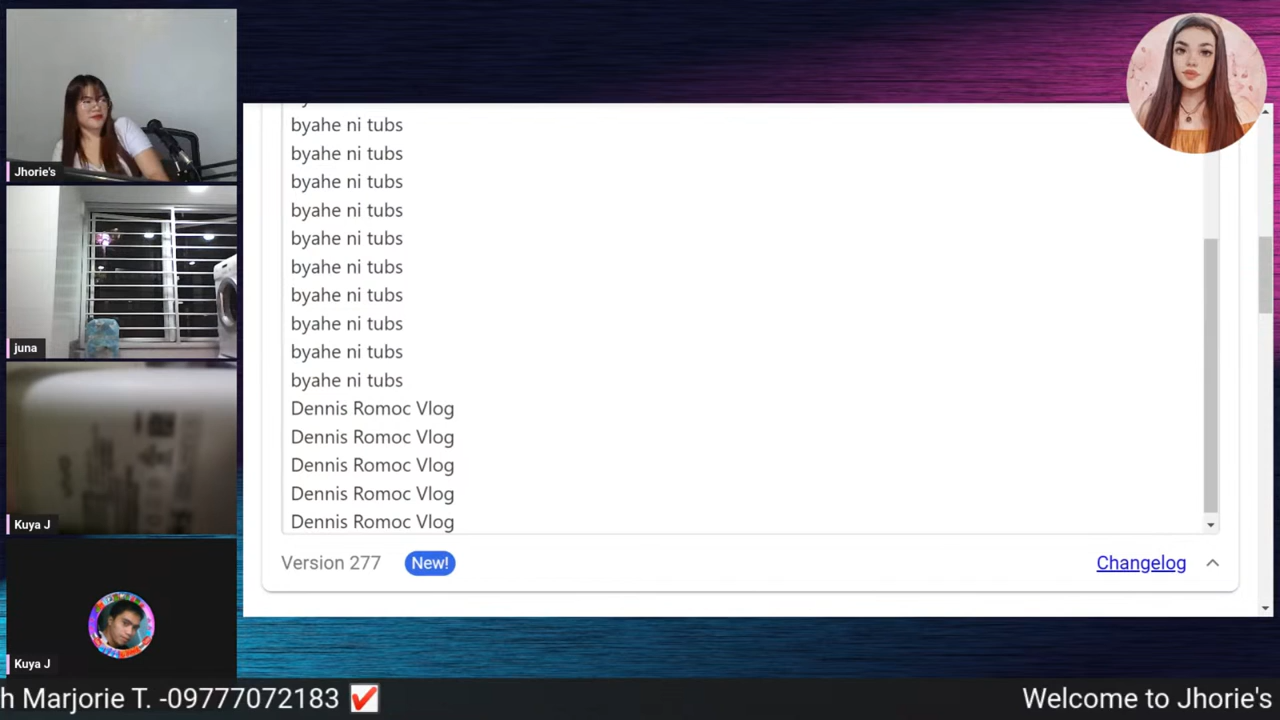 Jhorie's
juna
Kuya J
Kuya J
byahe ni tubs
byahe ni tubs
byahe ni tubs
byahe ni tubs
byahe ni tubs
byahe ni tubs
byahe ni tubs
byahe ni tubs
byahe ni tubs
byahe ni tubs
Dennis Romoc Vlog
Dennis Romoc Vlog
Dennis Romoc Vlog
Dennis Romoc Vlog
Dennis Romoc Vlog
Version 277 New! Changelog
h Marjorie T. -09777072183 ✔ Welcome to Jhorie's